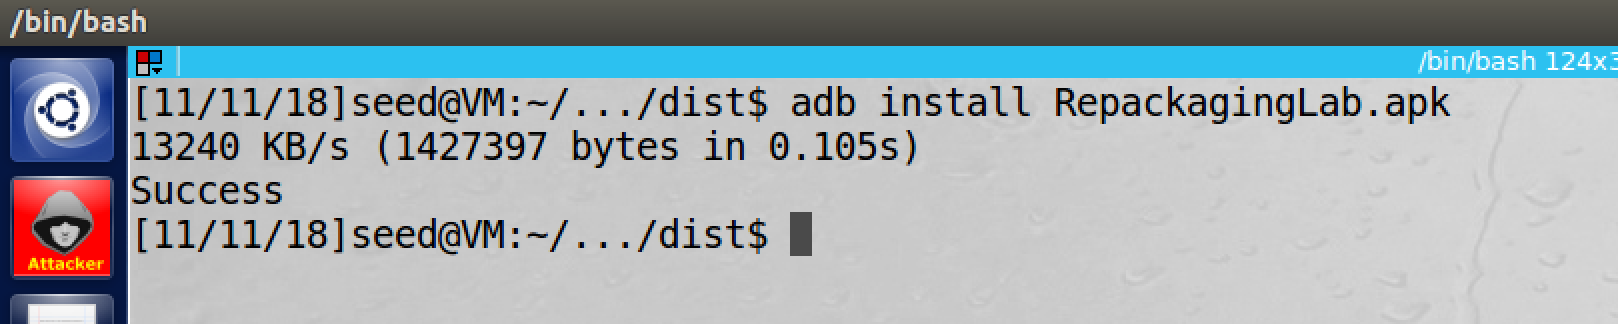 /bin/bash
/bin/bash 124x3
[11/11/18]seed@VM:~/.../dist$ adb install RepackagingLab.apk
13240 KB/s (1427397 bytes in 0.105s)
Success
[11/11/18]seed@VM:~/.../dist$
Attacker